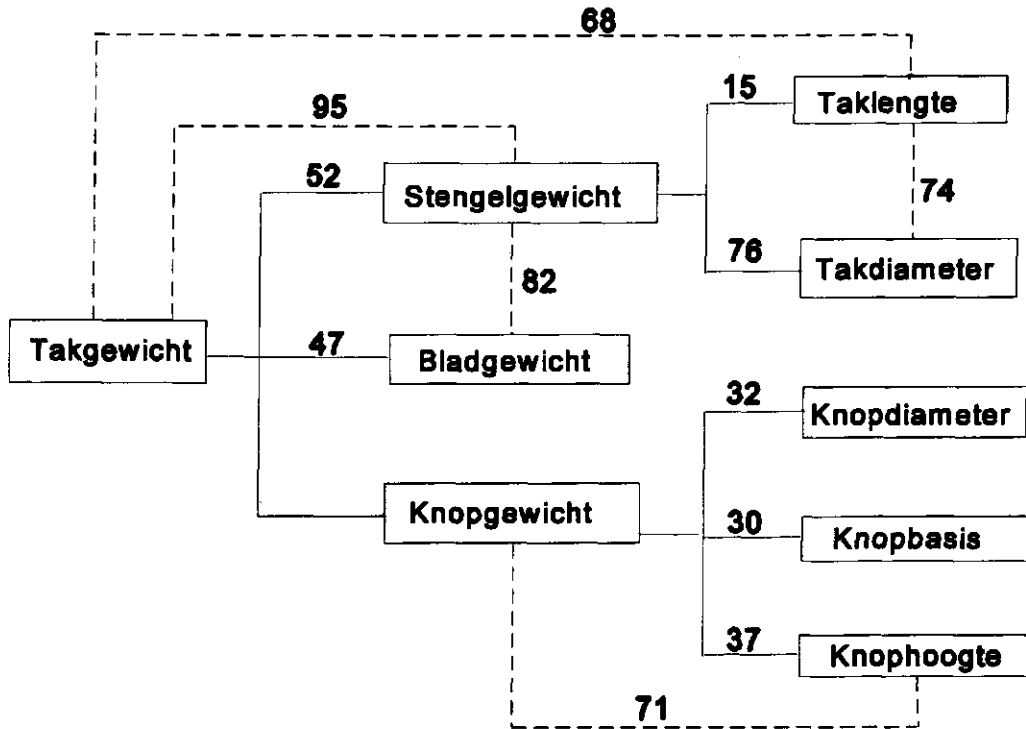 68
15
Taklengte
95
52
Stengelgewicht
74
76
Takdiameter
82
Takgewicht
47
Bladgewicht
32
Knopdiameter
Knopgewicht
30
Knopbasis
37
Knophoogte
71